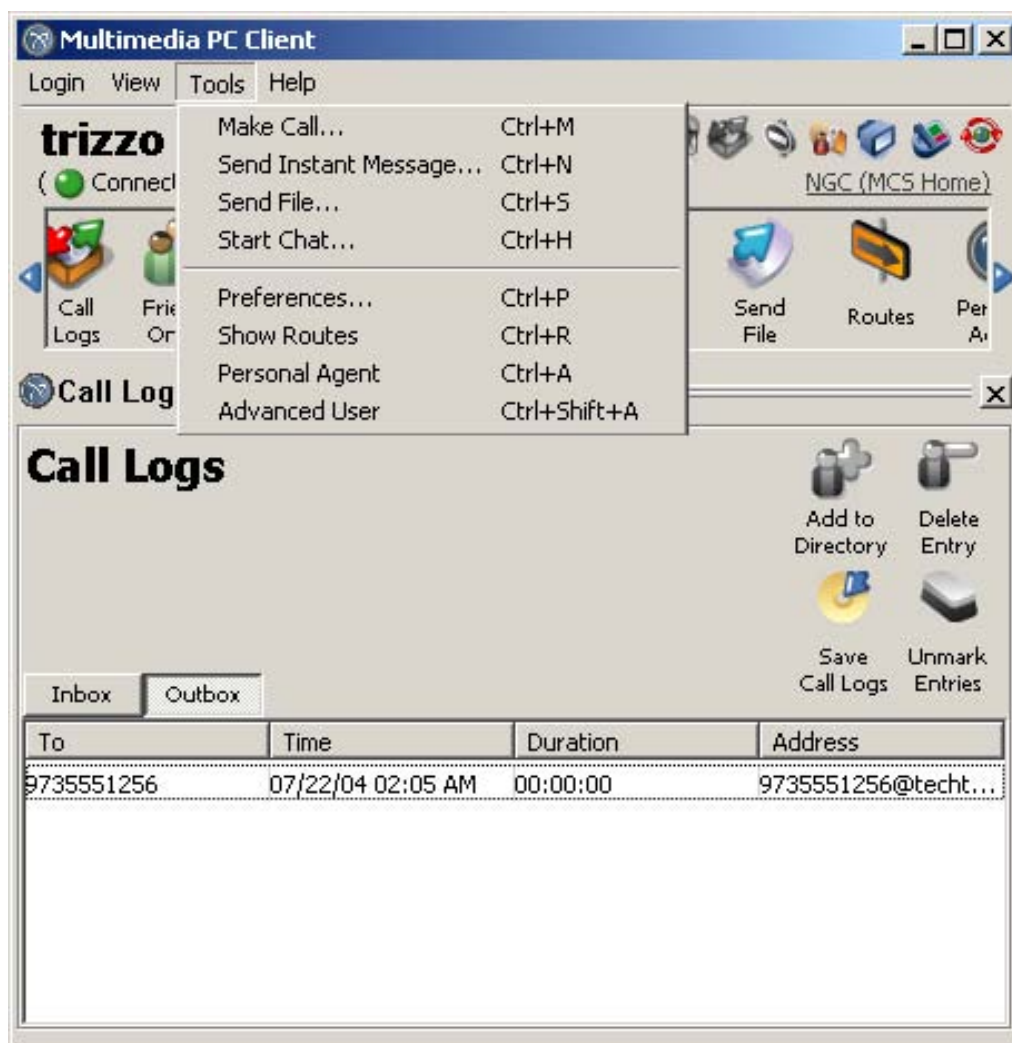 Multimedia PC Client
Login View Tools Help
trizzo
Make Call... Ctrl+M
Send Instant Message... Ctrl+N
Send File... Ctrl+S
Start Chat... Ctrl+H
Preferences... Ctrl+P
Show Routes Ctrl+R
Personal Agent Ctrl+A
Advanced User Ctrl+Shift+A
NGC (MCS Home)
( Connect
Call Logs
Send File
Routes
Call Log
Call Logs
Add to Directory
Delete Entry
Save Call Logs
Unmark Entries
Inbox Outbox
To Time Duration Address
9735551256 07/22/04 02:05 AM 00:00:00 9735551256@techt...